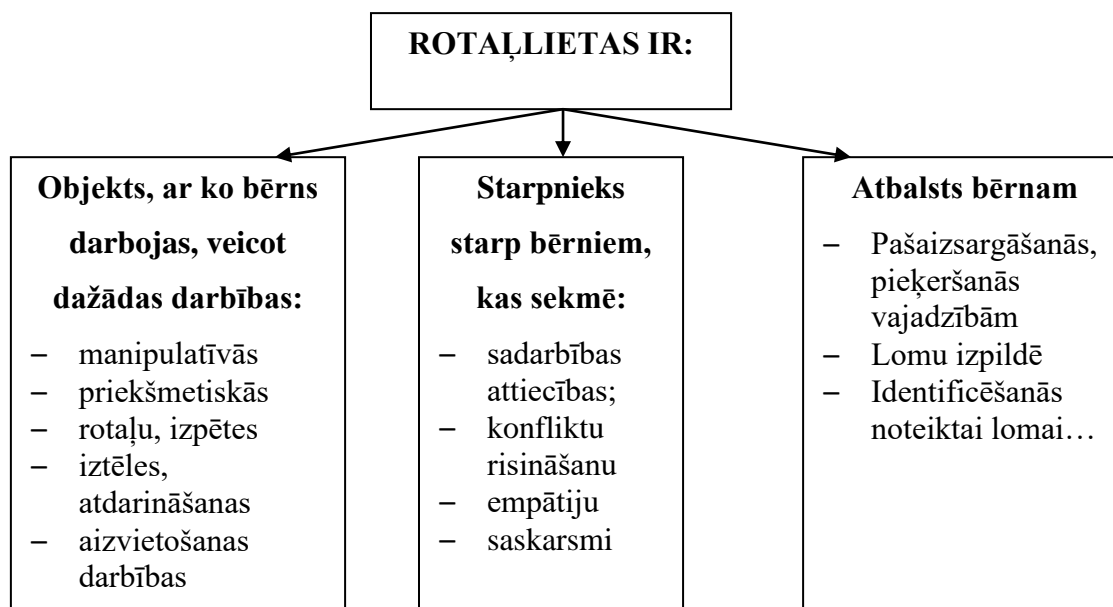 ROTAĻLIETAS IR:
Objekts, ar ko bērns
darbojas, veicot
dažādas darbības:
– manipulatīvās
– priekšmetiskās
– rotaļu, izpētes
– iztēles,
atdarināšanas
– aizvietošanas
darbības
Starpnieks
starp bērniem,
kas sekmē:
– sadarbības
attiecības;
– konfliktu
risināšanu
– empātiju
– saskarsmi
Atbalsts bērnam
– Pašaizsargāšanās,
pieķeršanās
vajadzībām
– Lomu izpildē
– Identificēšanās
noteiktai lomai…